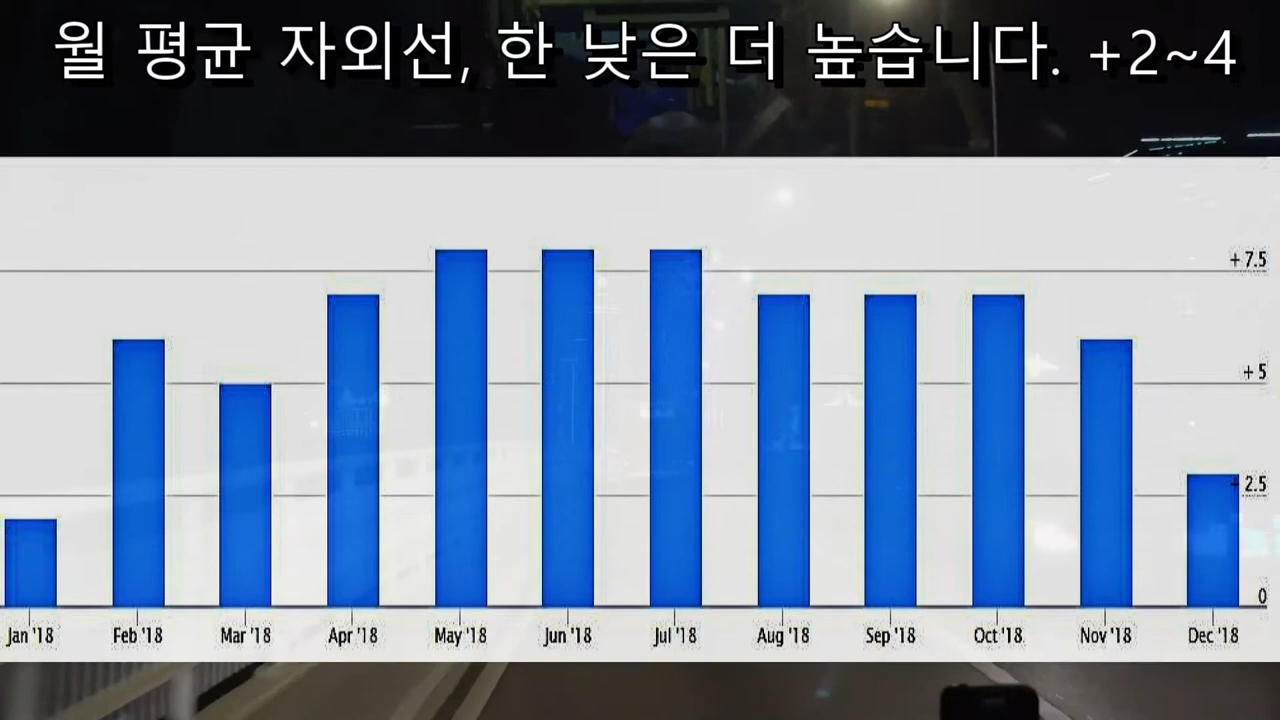 월 평균 자외선, 한 낮은 더 높습니다. +2~4
+ 7.5
+ 5
+ 2.5
0
Jan '18 Feb '18 Mar '18 Apr '18 May '18 Jun '18 Jul '18 Aug '18 Sep '18 Oct '18 Nov '18 Dec '18